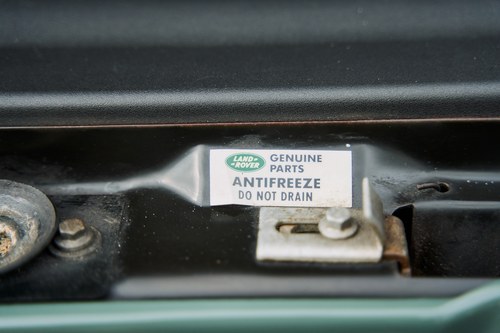 LAND-
-ROVER
GENUINE
PARTS
ANTIFREEZE
DO NOT DRAIN